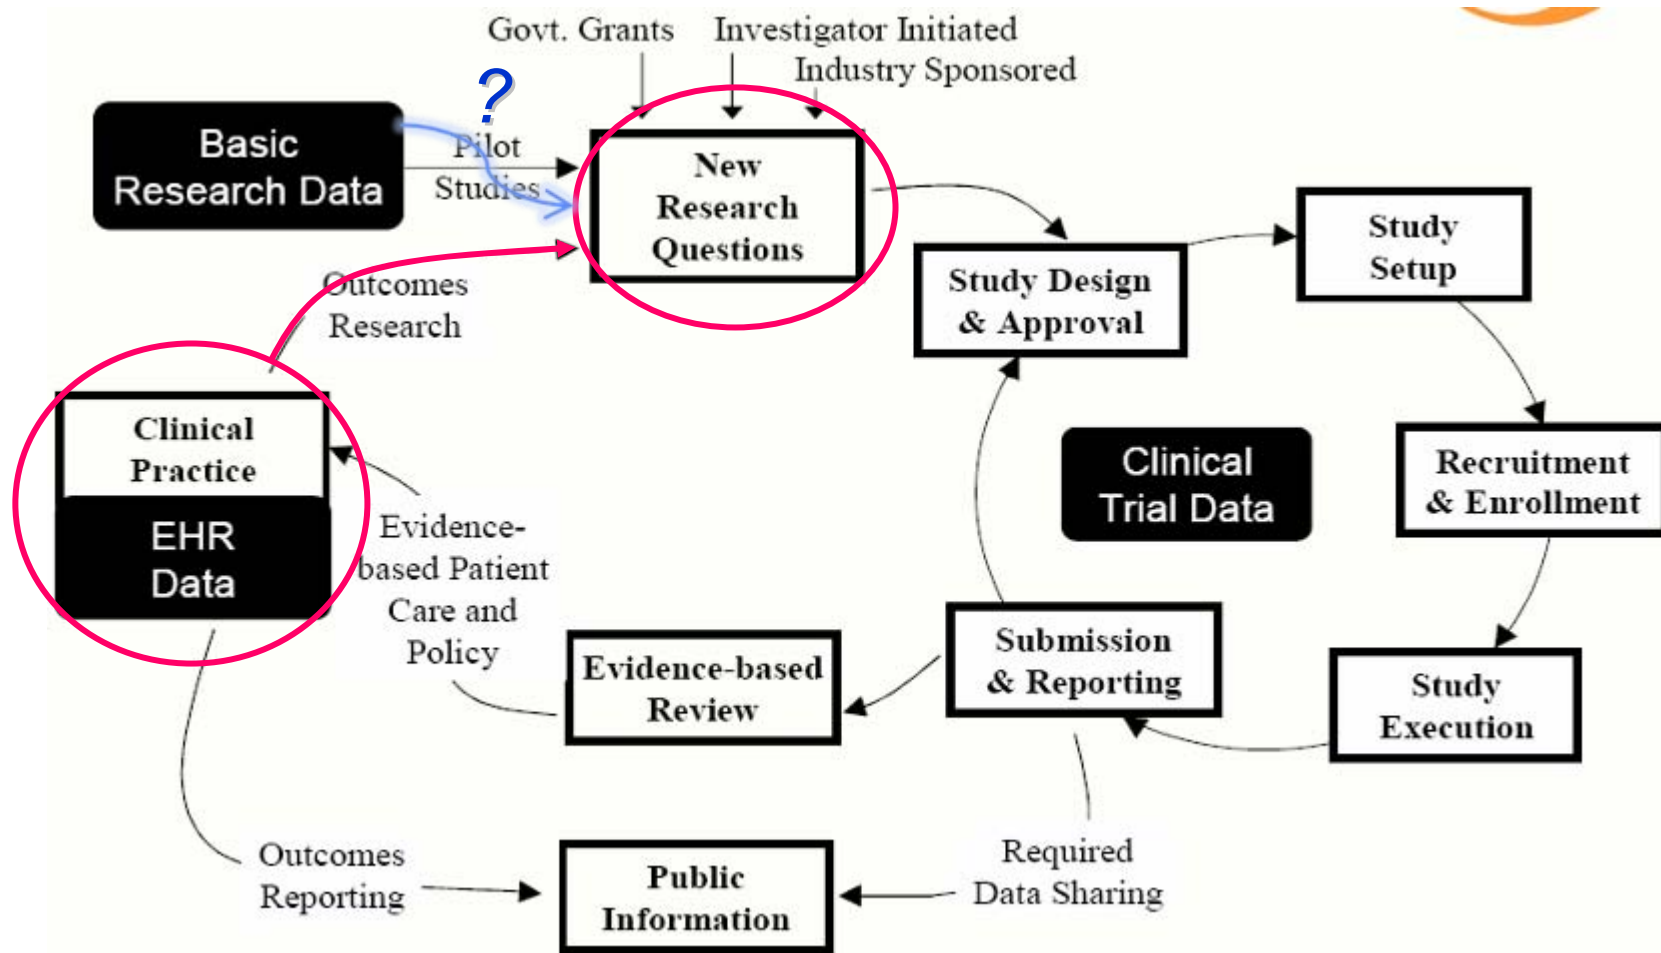 Govt. Grants
Investigator Initiated
Industry Sponsored
?
Basic
Research Data
Pilot
Studies
New
Research
Questions
Study
Setup
Study Design
& Approval
Outcomes
Research
Clinical
Practice
EHR
Data
Evidence-
based Patient
Care and
Policy
Clinical
Trial Data
Recruitment
& Enrollment
Evidence-based
Review
Submission
& Reporting
Study
Execution
Outcomes
Reporting
Public
Information
Required
Data Sharing